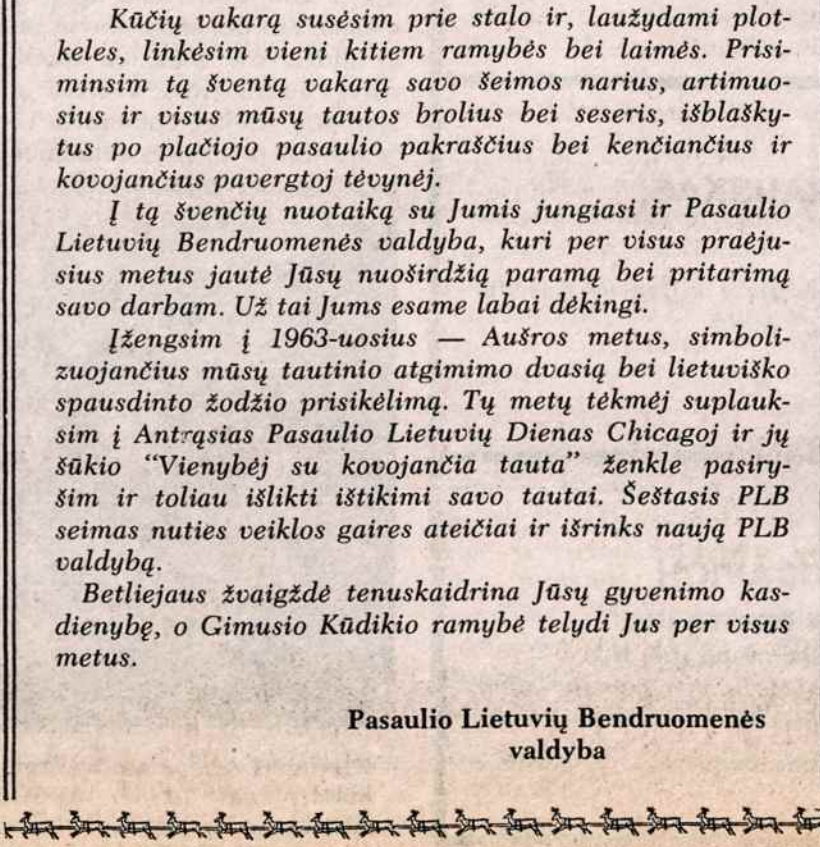 Kūčių vakarą susėsim prie stalo ir, laužydami plot-
keles, linkėsim vieni kitiem ramybės bei laimės. Prisi-
minsim tą šventą vakarą savo šeimos narius, artimuo-
sius ir visus mūsų tautos brolius bei seseris, išblašky-
tus po plačiojo pasaulio pakraščius bei kenčiančius ir
kovojančius pavergtoj tėvynėj.
Į tą švenčių nuotaiką su Jumis jungiasi ir Pasaulio
Lietuvių Bendruomenės valdyba, kuri per visus praėju-
sius metus jautė Jūsų nuoširdžią paramą bei pritarimą
savo darbam. Už tai Jums esame labai dėkingi.
Įžengsim į 1963-uosius — Aušros metus, simboli-
zuojančius mūsų tautinio atgimimo dvasią bei lietuviško
spausdinto žodžio prisikėlimą. Tų metų tėkmėj suplauk-
sim į Antrąsias Pasaulio Lietuvių Dienas Chicagoj ir jų
šūkio “Vienybėj su kovojančia tauta” ženkle pasiry-
šim ir toliau išlikti ištikimi savo tautai. Šeštasis PLB
seimas nuties veiklos gaires ateičiai ir išrinks naują PLB
valdybą.
Betliejaus žvaigždė tenuskaidrina Jūsų gyvenimo kas-
dienybę, o Gimusio Kūdikio ramybė telydi Jus per visus
metus.
Pasaulio Lietuvių Bendruomenės
valdyba